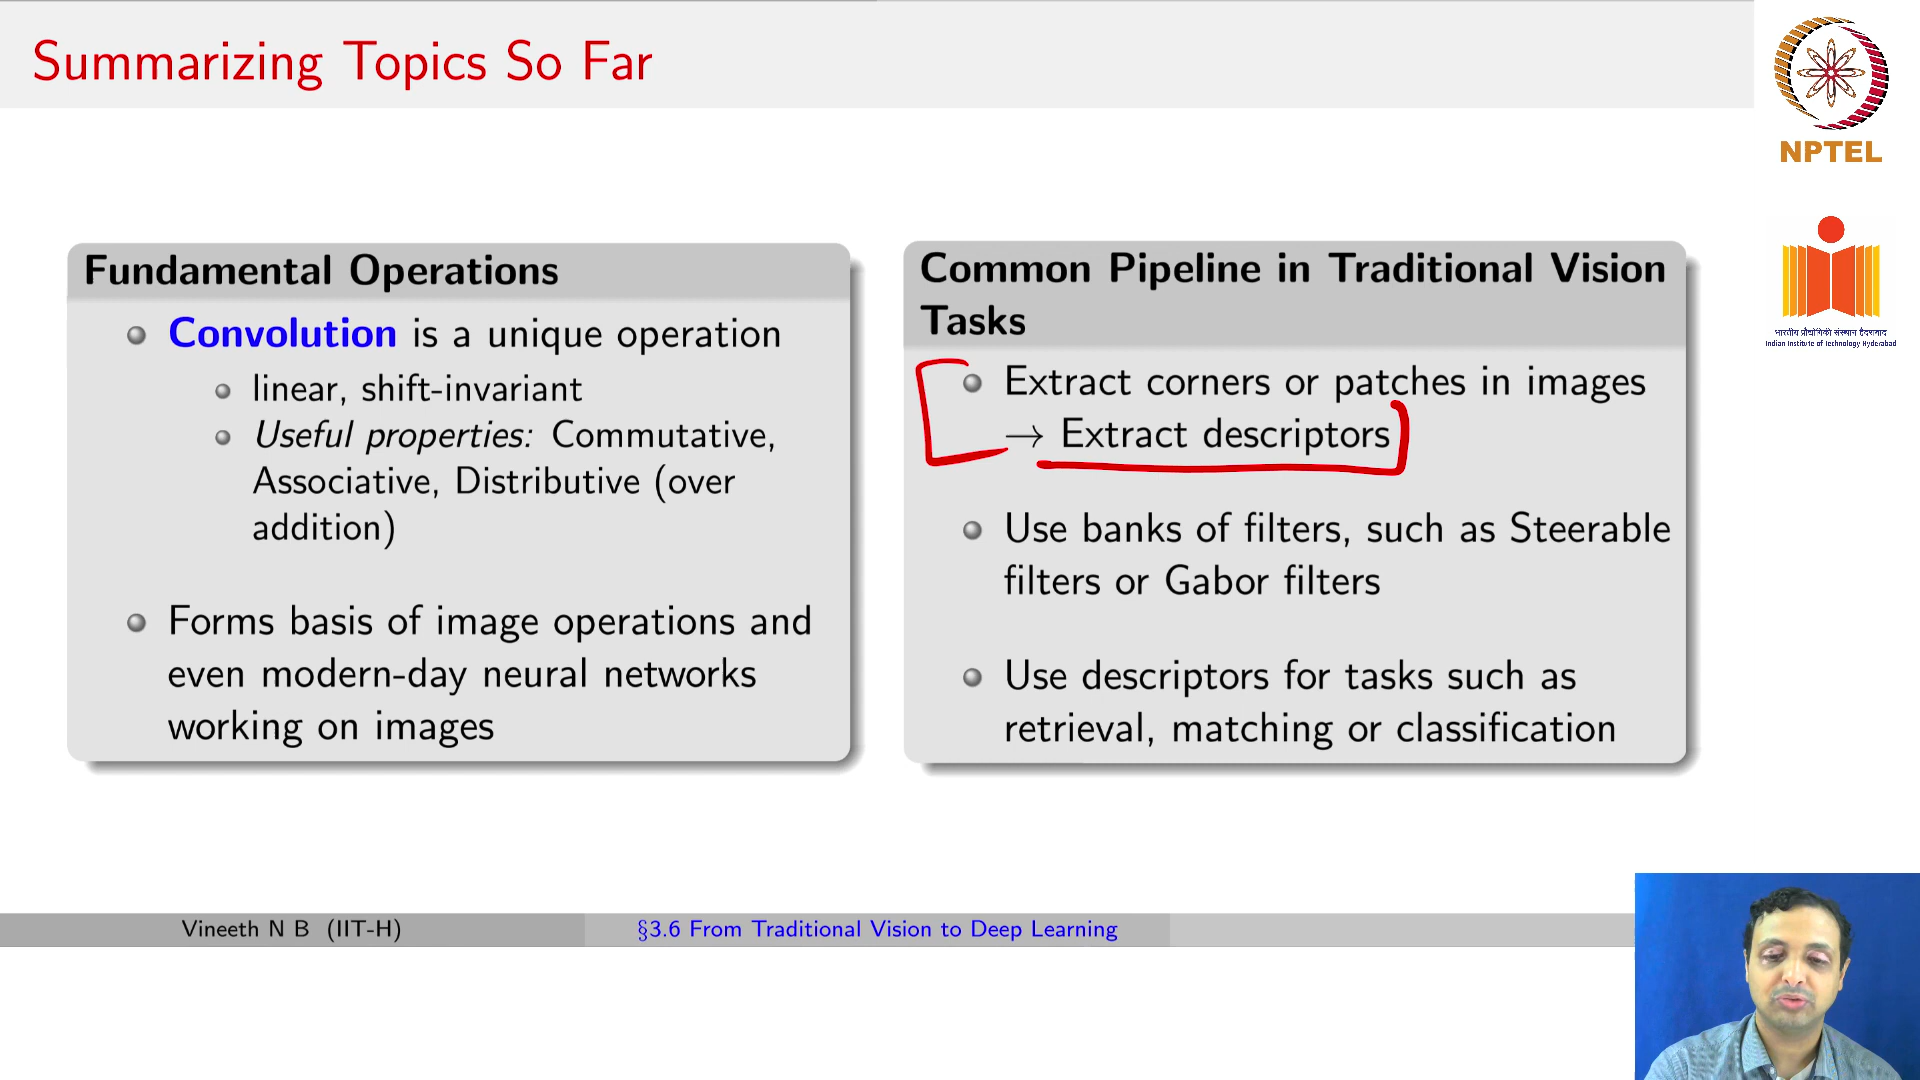 Summarizing Topics So Far
NPTEL
भारतीय प्रौद्योगिकी संस्थान हैदराबाद
Indian Institute of Technology Hyderabad
Fundamental Operations
Convolution is a unique operation
linear, shift-invariant
Useful properties: Commutative,
Associative, Distributive (over
addition)
Forms basis of image operations and
even modern-day neural networks
working on images
Common Pipeline in Traditional Vision
Tasks
Extract corners or patches in images
→ Extract descriptors
Use banks of filters, such as Steerable
filters or Gabor filters
Use descriptors for tasks such as
retrieval, matching or classification
Vineeth N B (IIT-H)
§3.6 From Traditional Vision to Deep Learning